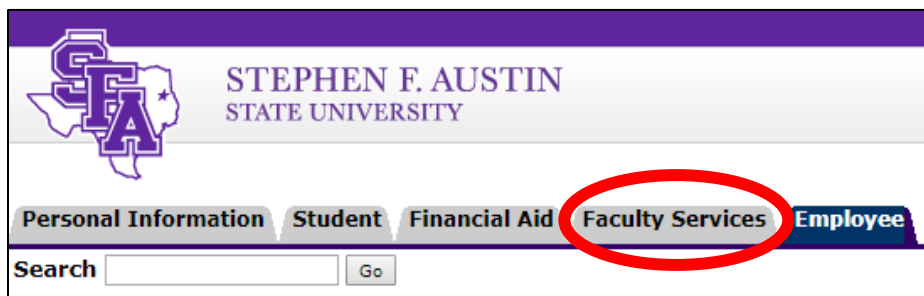 SFA
STEPHEN F. AUSTIN
STATE UNIVERSITY
Personal Information Student Financial Aid Faculty Services Employee
Search Go